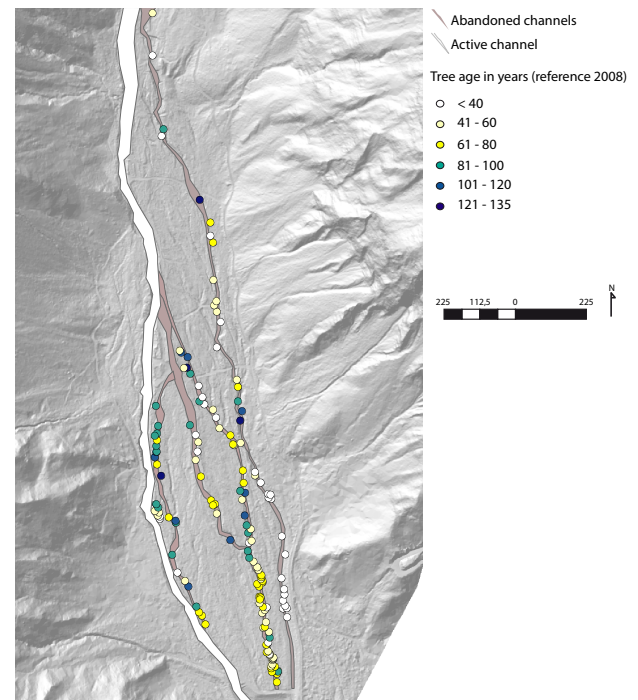 Abandoned channels
Active channel
Tree age in years (reference 2008)
< 40
41 - 60
61 - 80
81 - 100
101 - 120
121 - 135
N
225 112,5 0 225